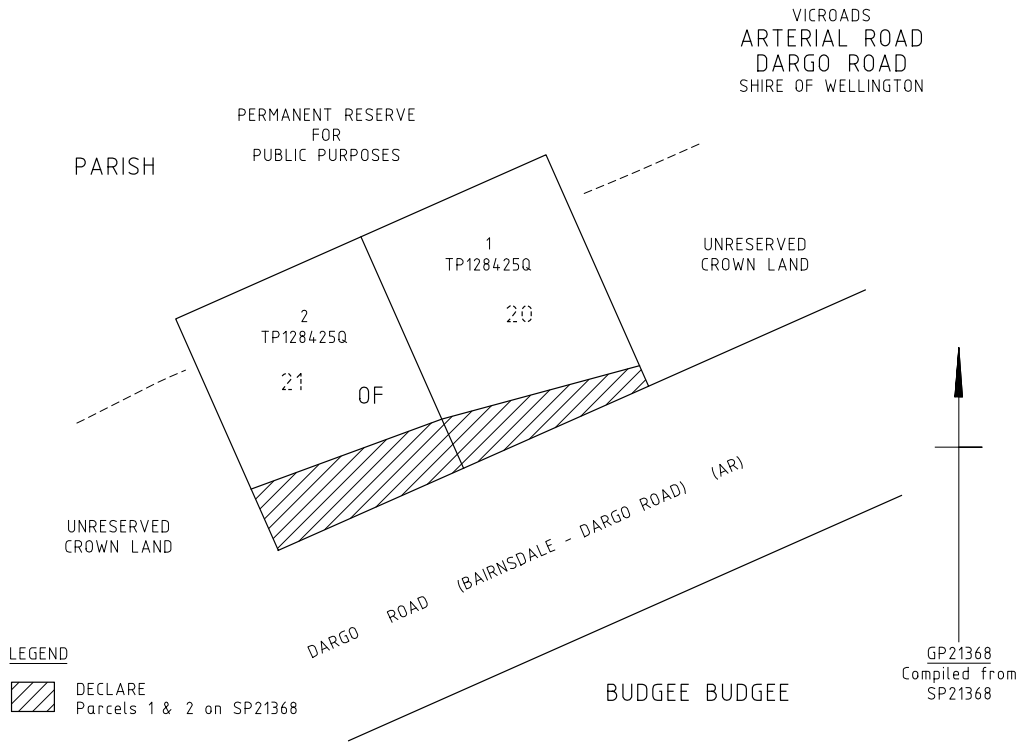 VICROADS
ARTERIAL ROAD
DARGO ROAD
SHIRE OF WELLINGTON
PERMANENT RESERVE
FOR
PUBLIC PURPOSES
PARISH
1
TP128425Q
20
UNRESERVED
CROWN LAND
2
TP128425Q
21
OF
UNRESERVED
CROWN LAND
DARGO ROAD (BAIRNSDALE - DARGO ROAD) (AR)
LEGEND
DECLARE
Parcels 1 & 2 on SP21368
BUDGEE BUDGEE
GP21368
Compiled from
SP21368